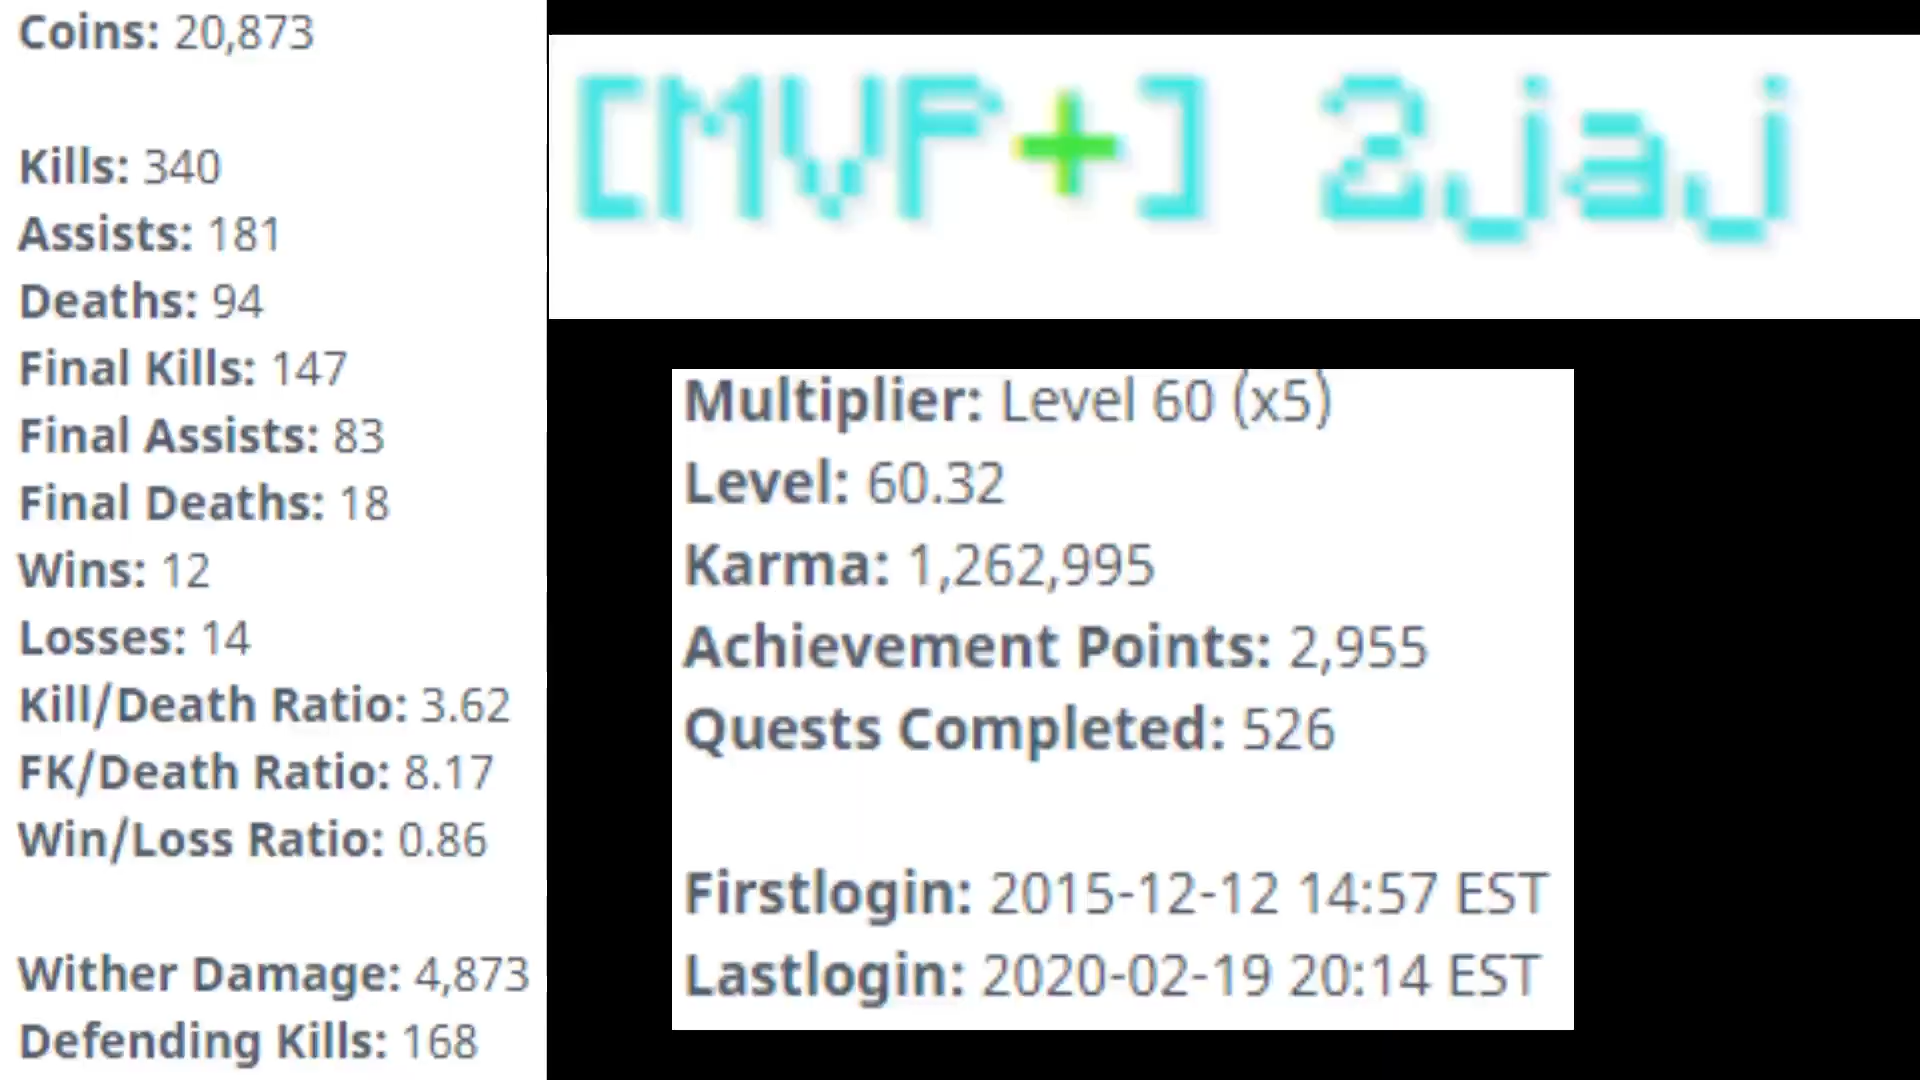 Coins: 20,873
Kills: 340
Assists: 181
Deaths: 94
Final Kills: 147
Final Assists: 83
Final Deaths: 18
Wins: 12
Losses: 14
Kill/Death Ratio: 3.62
FK/Death Ratio: 8.17
Win/Loss Ratio: 0.86
Wither Damage: 4,873
Defending Kills: 168
[MVP+] 2jaj
Multiplier: Level 60 (x5)
Level: 60.32
Karma: 1,262,995
Achievement Points: 2,955
Quests Completed: 526
Firstlogin: 2015-12-12 14:57 EST
Lastlogin: 2020-02-19 20:14 EST